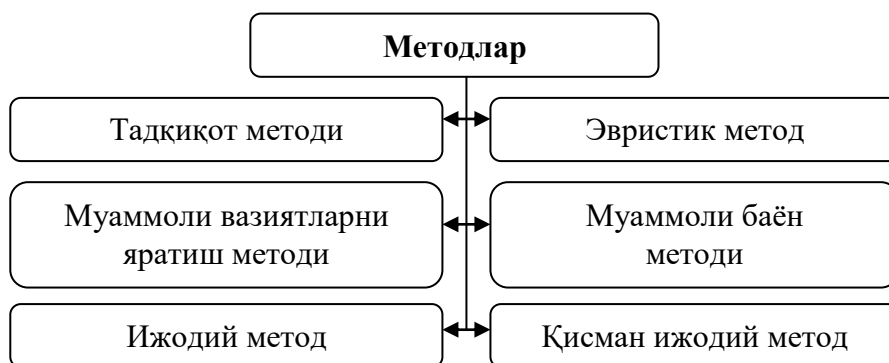 Методлар
Тадқиқот методи
Эвристик метод
Муаммоли вазиятларни
яратиш методи
Муаммоли баён
методи
Ижодий метод
Қисман ижодий метод